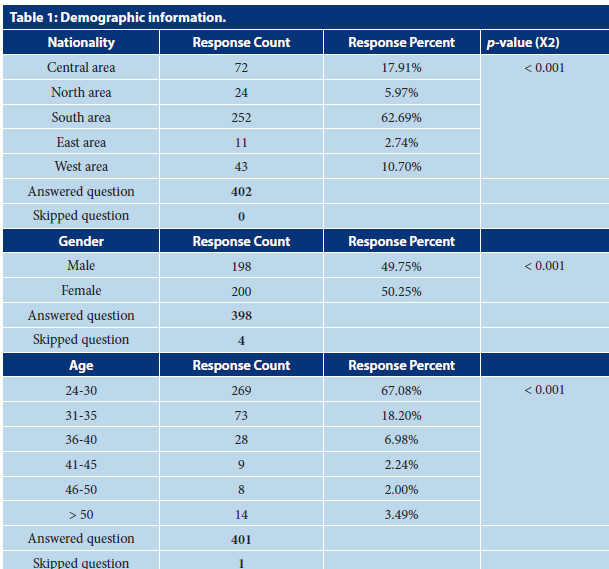 Table 1: Demographic information.
Nationality Response Count Response Percent p-value (X2)
Central area 72 17.91% < 0.001
North area 24 5.97%
South area 252 62.69%
East area 11 2.74%
West area 43 10.70%
Answered question 402
Skipped question 0
Gender Response Count Response Percent
Male 198 49.75% < 0.001
Female 200 50.25%
Answered question 398
Skipped question 4
Age Response Count Response Percent
24-30 269 67.08% < 0.001
31-35 73 18.20%
36-40 28 6.98%
41-45 9 2.24%
46-50 8 2.00%
> 50 14 3.49%
Answered question 401
Skipped question 1